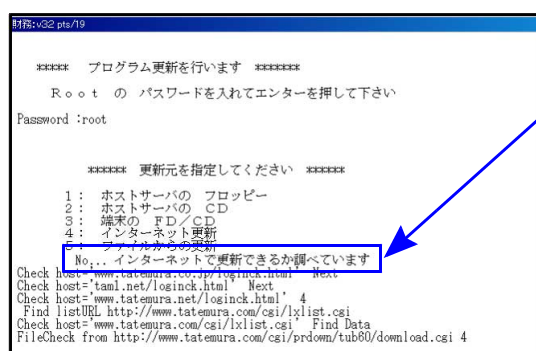 財務:v32 pts/19
***** プログラム更新を行います *******
Ｒｏｏｔ の パスワードを入れてエンターを押して下さい
Password :root
****** 更新元を指定してください ******
1： ホストサーバの フロッピー
2： ホストサーバの ＣＤ
3： 端末の ＦＤ／ＣＤ
4： インターネット更新
5： ファイルからの更新
No... インターネットで更新できるか調べています
Check host='www.tatemura.co.jp/loginck.html' Next
Check host='taml.net/loginck.html' Next
Check host='www.tatemura.net/loginck.html' 4
Find listURL http://www.tatemura.com/cgi/lxlist.cgi
Check host='www.tatemura.com/cgi/lxlist.cgi' Find Data
FileCheck from http://www.tatemura.com/cgi/prdown/tub60/download.cgi 4